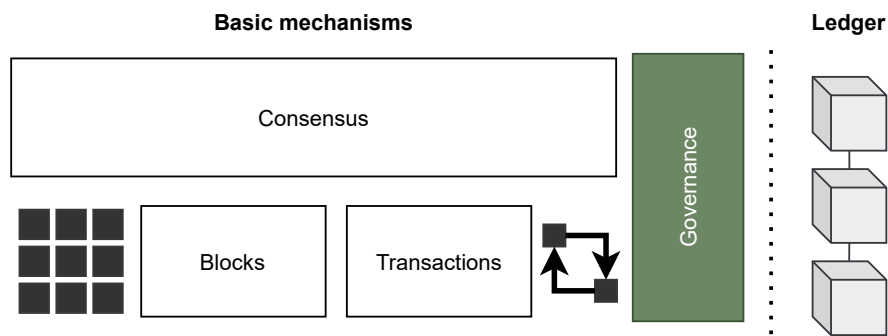 Basic mechanisms
Ledger
Consensus
Governance
Blocks
Transactions